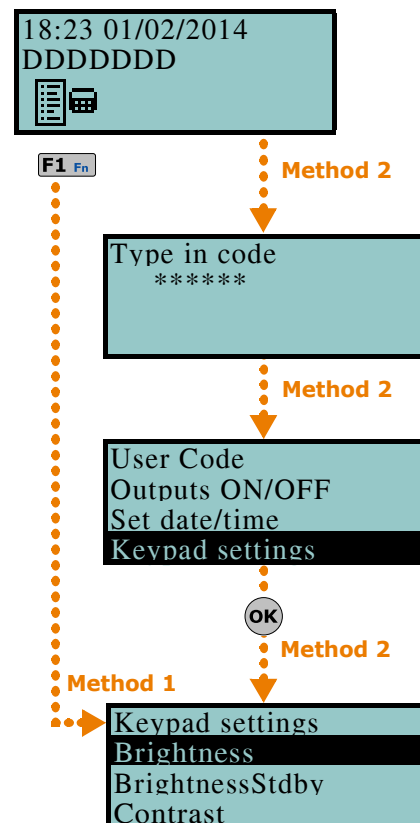 18:23 01/02/2014
DDDDDDD
F1 Fn
Method 2
Type in code
******
Method 2
User Code
Outputs ON/OFF
Set date/time
Keypad settings
OK
Method 2
Method 1
Keypad settings
Brightness
BrightnessStdby
Contrast